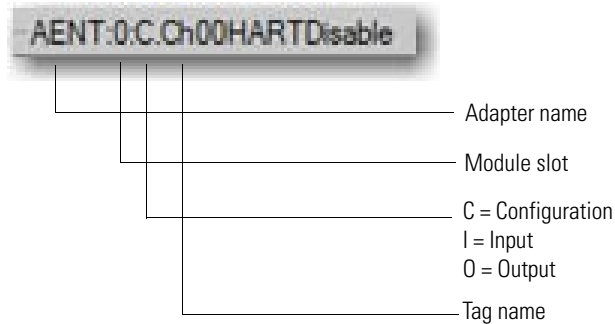 AENT:0:C.Ch00HARTDisable
Adapter name
Module slot
C = Configuration
I = Input
O = Output
Tag name